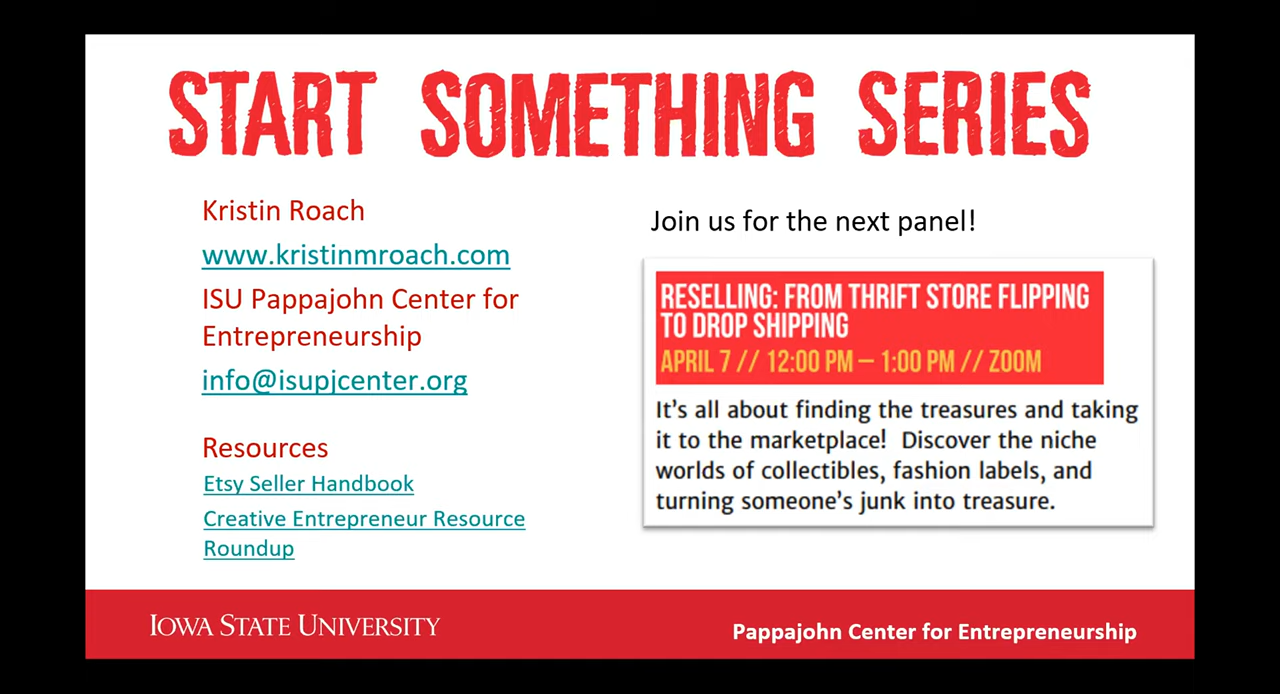 START SOMETHING SERIES
Kristin Roach
www.kristinmroach.com
ISU Pappajohn Center for
Entrepreneurship
info@isupjcenter.org
Resources
Etsy Seller Handbook
Creative Entrepreneur Resource
Roundup
Join us for the next panel!
RESELLING: FROM THRIFT STORE FLIPPING
TO DROP SHIPPING
APRIL 7 // 12:00 PM – 1:00 PM // ZOOM
It's all about finding the treasures and taking
it to the marketplace! Discover the niche
worlds of collectibles, fashion labels, and
turning someone's junk into treasure.
IOWA STATE UNIVERSITY
Pappajohn Center for Entrepreneurship